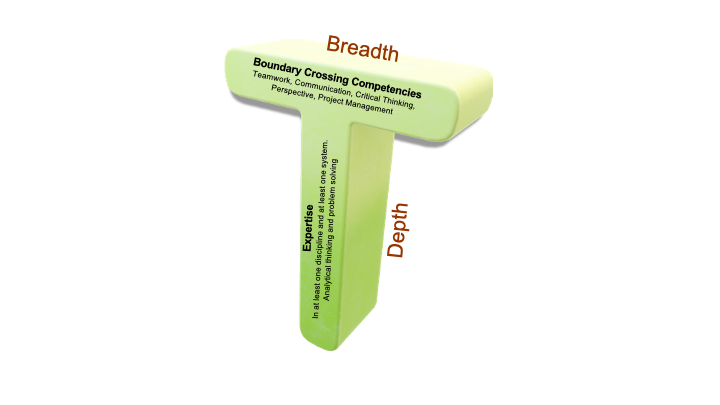 Breadth
Boundary Crossing Competencies
Teamwork, Communication, Critical Thinking,
Perspective, Project Management
Expertise
In at least one discipline and at least one system.
Analytical thinking and problem solving
Depth